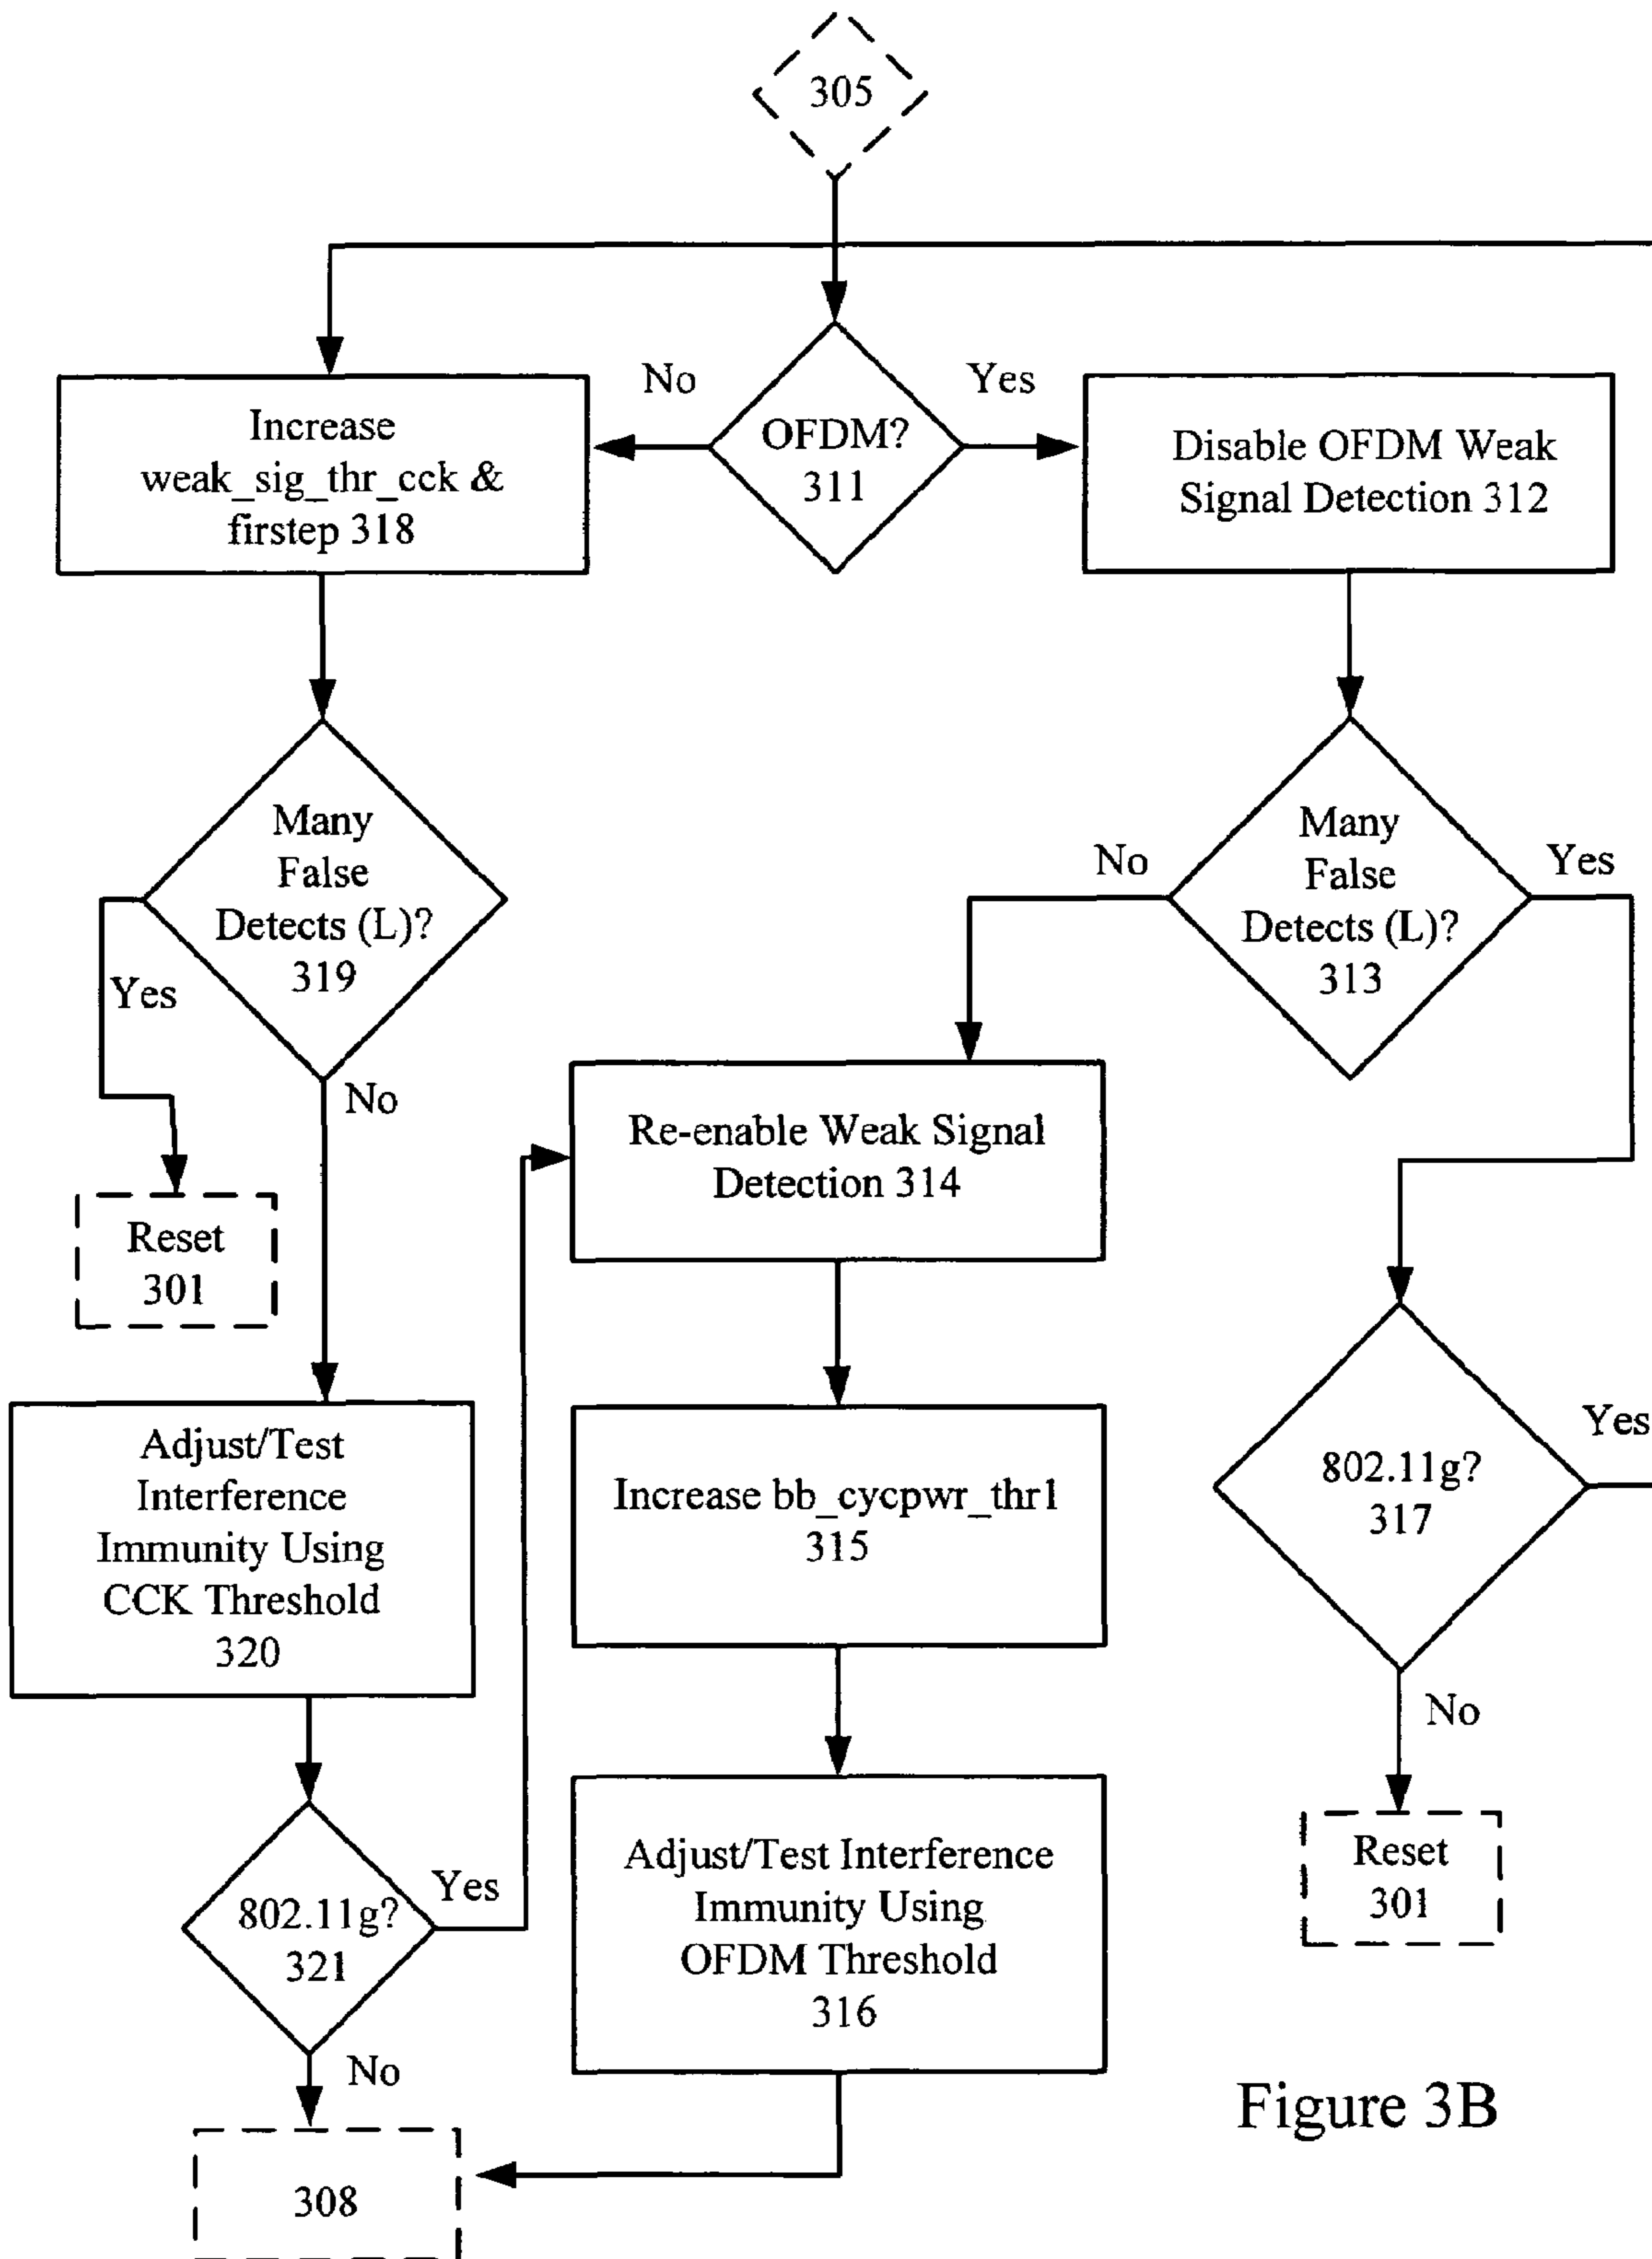 305
No
Yes
OFDM?
311
Increase
weak_sig_thr_cck &
firstep 318
Disable OFDM Weak
Signal Detection 312
Many
False
Detects (L)?
319
Yes
No
Many
False
Detects (L)?
313
No
Yes
Reset
301
Re-enable Weak Signal
Detection 314
Adjust/Test
Interference
Immunity Using
CCK Threshold
320
Increase bb_cycpwr_thr1
315
802.11g?
317
Yes
No
Adjust/Test Interference
Immunity Using
OFDM Threshold
316
Reset
301
802.11g?
321
Yes
No
308
Figure 3B